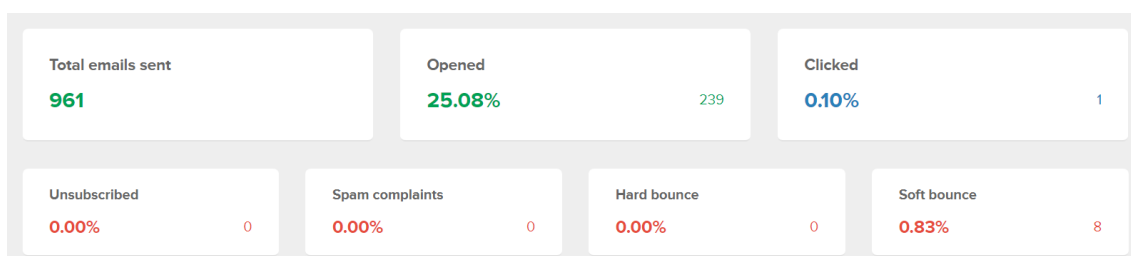 Total emails sent
961
Opened
25.08% 239
Clicked
0.10% 1
Unsubscribed
0.00% 0
Spam complaints
0.00% 0
Hard bounce
0.00% 0
Soft bounce
0.83% 8